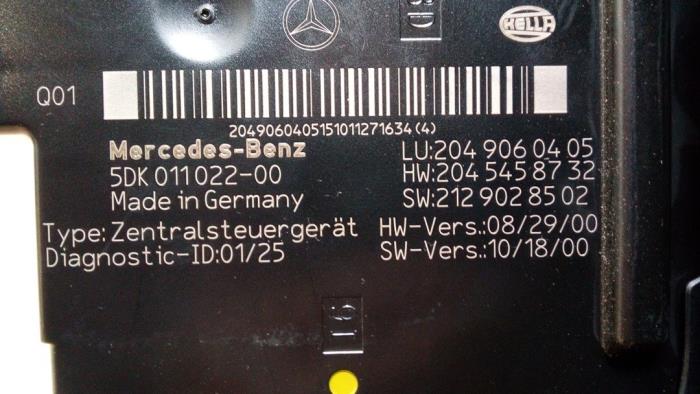 HELLA
Q01
2049060405151011271634(4)
Mercedes-Benz
LU:204 906 04 05
5DK 011 022-00
HW:204 545 87 32
Made in Germany
SW:212 902 85 02
Type: Zentralsteuergerät
HW-Vers.:08/29/00
Diagnostic-ID:01/25
SW-Vers.:10/18/00